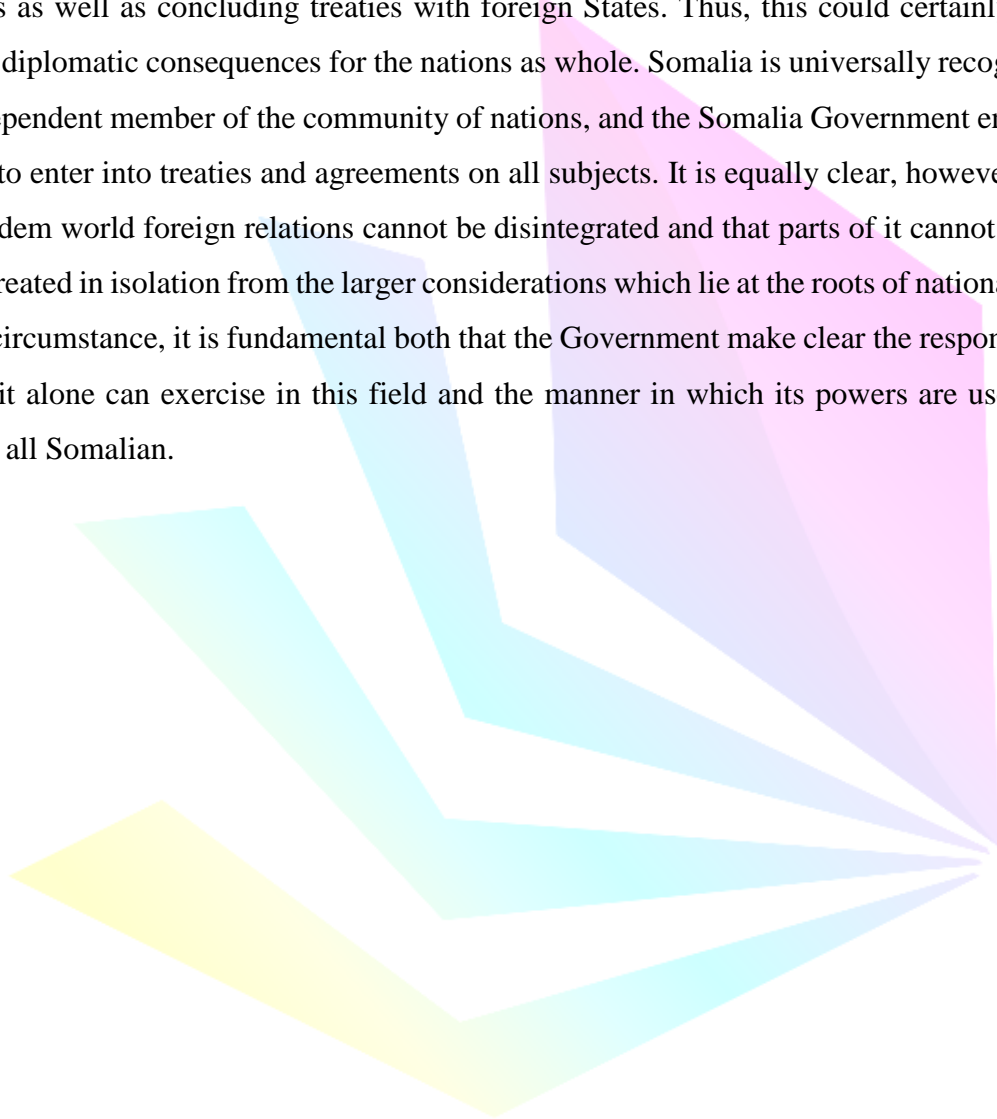 s as well as concluding treaties with foreign States. Thus, this could certainl
diplomatic consequences for the nations as whole. Somalia is universally recog
ependent member of the community of nations, and the Somalia Government en
to enter into treaties and agreements on all subjects. It is equally clear, howeve
dem world foreign relations cannot be disintegrated and that parts of it cannot
reated in isolation from the larger considerations which lie at the roots of nationa
circumstance, it is fundamental both that the Government make clear the respon
it alone can exercise in this field and the manner in which its powers are us
all Somalian.